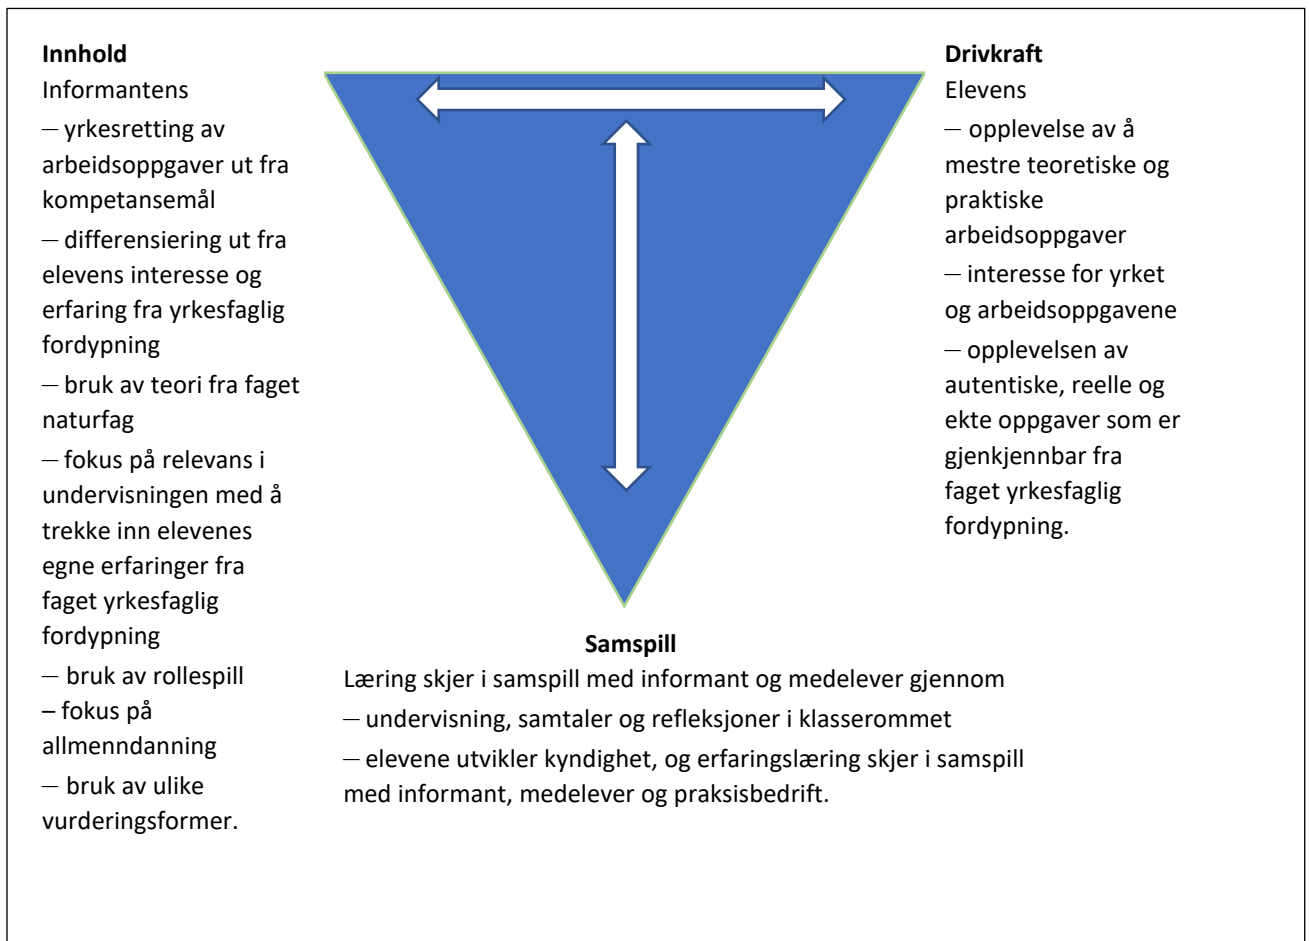 Innhold
Informantens
— yrkesretting av
arbeidsoppgaver ut fra
kompetansemål
— differensiering ut fra
elevens interesse og
erfaring fra yrkesfaglig
fordypning
— bruk av teori fra faget
naturfag
— fokus på relevans i
undervisningen med å
trekke inn elevenes
egne erfaringer fra
faget yrkesfaglig
fordypning
— bruk av rollespill
– fokus på
allmenndanning
— bruk av ulike
vurderingsformer.
Drivkraft
Elevens
— opplevelse av å
mestre teoretiske og
praktiske
arbeidsoppgaver
— interesse for yrket
og arbeidsoppgavene
— opplevelsen av
autentiske, reelle og
ekte oppgaver som er
gjenkjennbar fra
faget yrkesfaglig
fordypning.
Samspill
Læring skjer i samspill med informant og medelever gjennom
— undervisning, samtaler og refleksjoner i klasserommet
— elevene utvikler kyndighet, og erfaringslæring skjer i samspill
med informant, medelever og praksisbedrift.